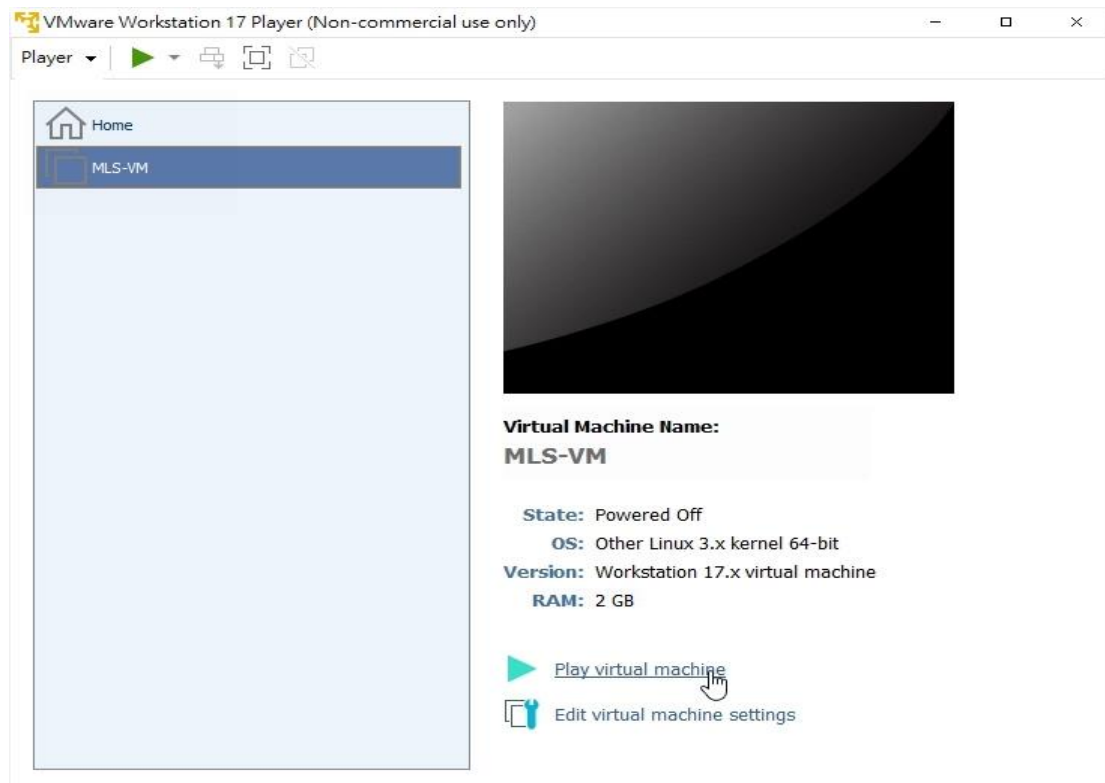 VMware Workstation 17 Player (Non-commercial use only)
Player
Home
MLS-VM
Virtual Machine Name:
MLS-VM
State: Powered Off
OS: Other Linux 3.x kernel 64-bit
Version: Workstation 17.x virtual machine
RAM: 2 GB
Play virtual machine
Edit virtual machine settings